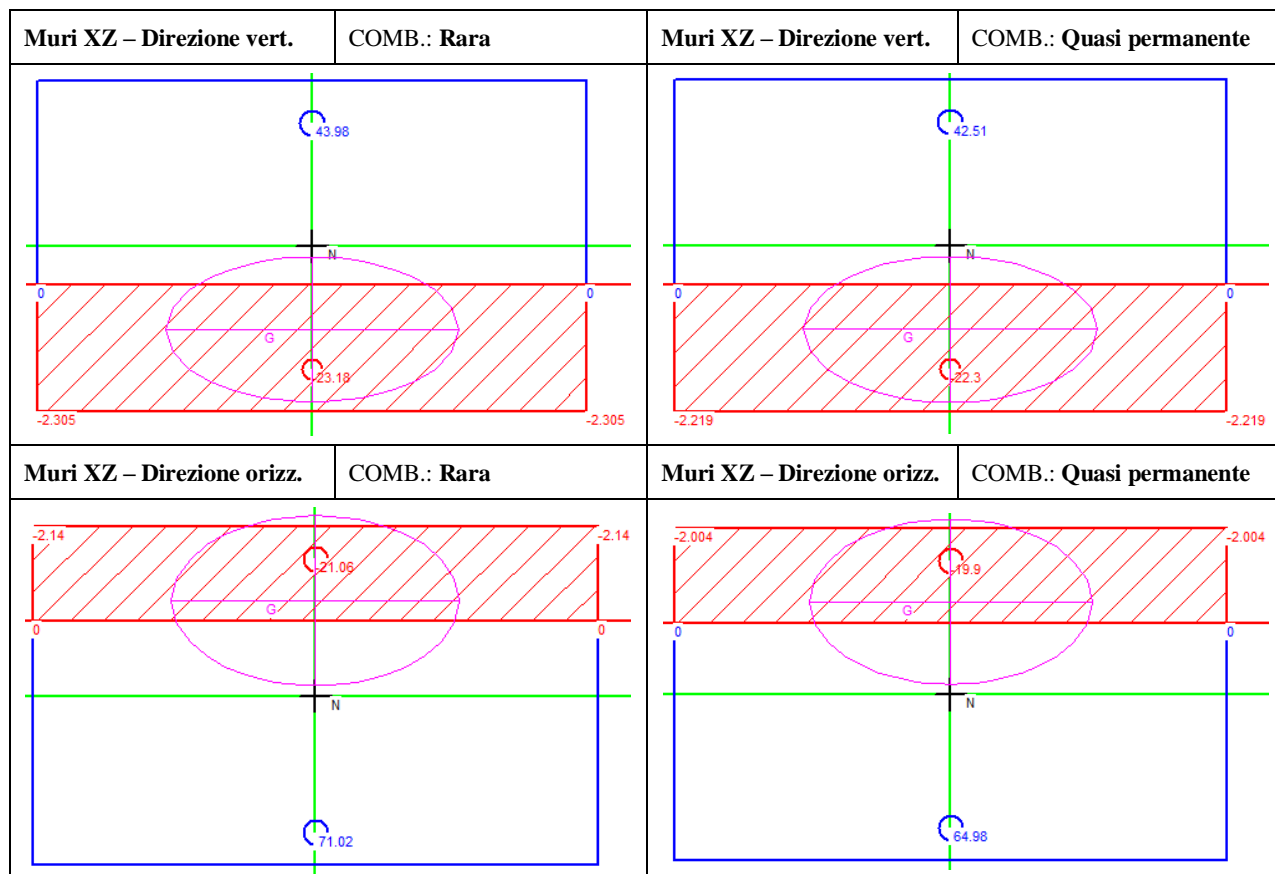 Muri XZ – Direzione vert. COMB.: Rara Muri XZ – Direzione vert. COMB.: Quasi permanente
43.98 42.51
N N
0 0 0 0
G G
-23.18 -22.3
-2.305 -2.305 -2.219 -2.219
Muri XZ – Direzione orizz. COMB.: Rara Muri XZ – Direzione orizz. COMB.: Quasi permanente
-2.14 -2.14 -2.004 -2.004
-21.06 -19.9
G G
0 0 0 0
N N
71.02 64.98